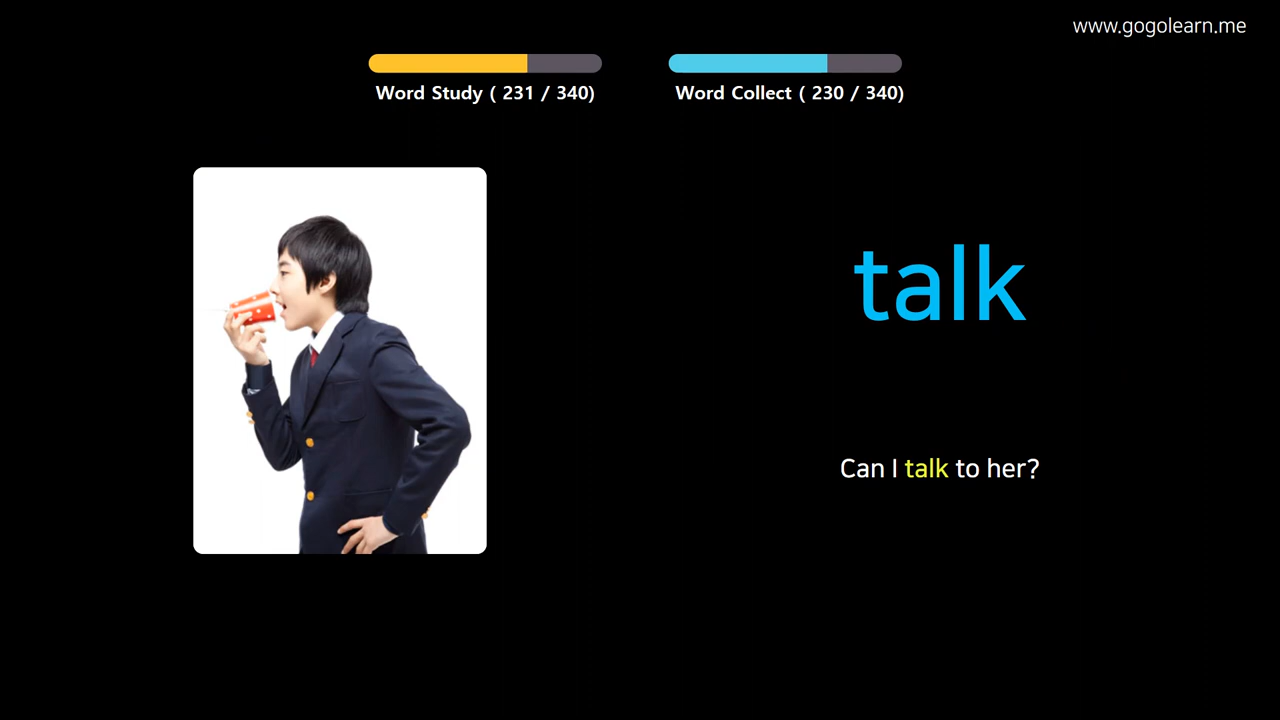 www.gogolearn.me
Word Study ( 231 / 340)
Word Collect ( 230 / 340)
talk
Can I talk to her?